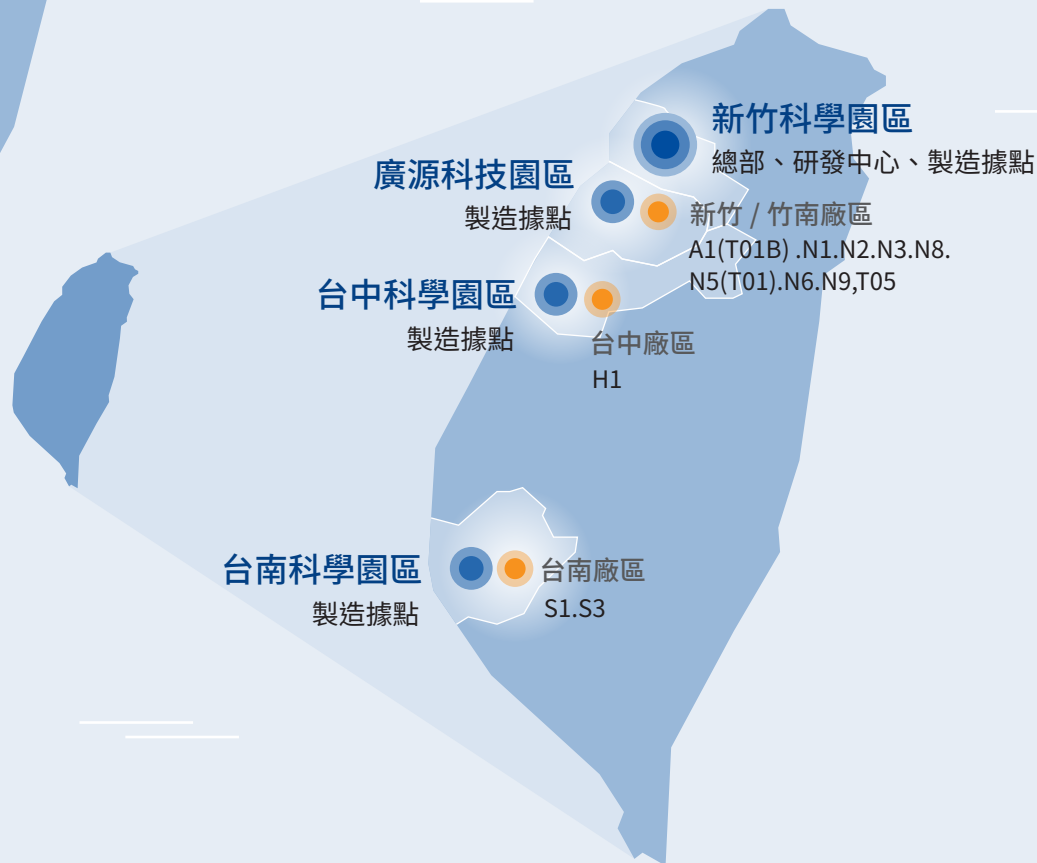 新竹科學園區
總部、研發中心、製造據點
廣源科技園區
製造據點
新竹 / 竹南廠區
A1(T01B) .N1.N2.N3.N8.
N5(T01).N6.N9,T05
台中科學園區
製造據點
台中廠區
H1
台南科學園區
製造據點
台南廠區
S1.S3